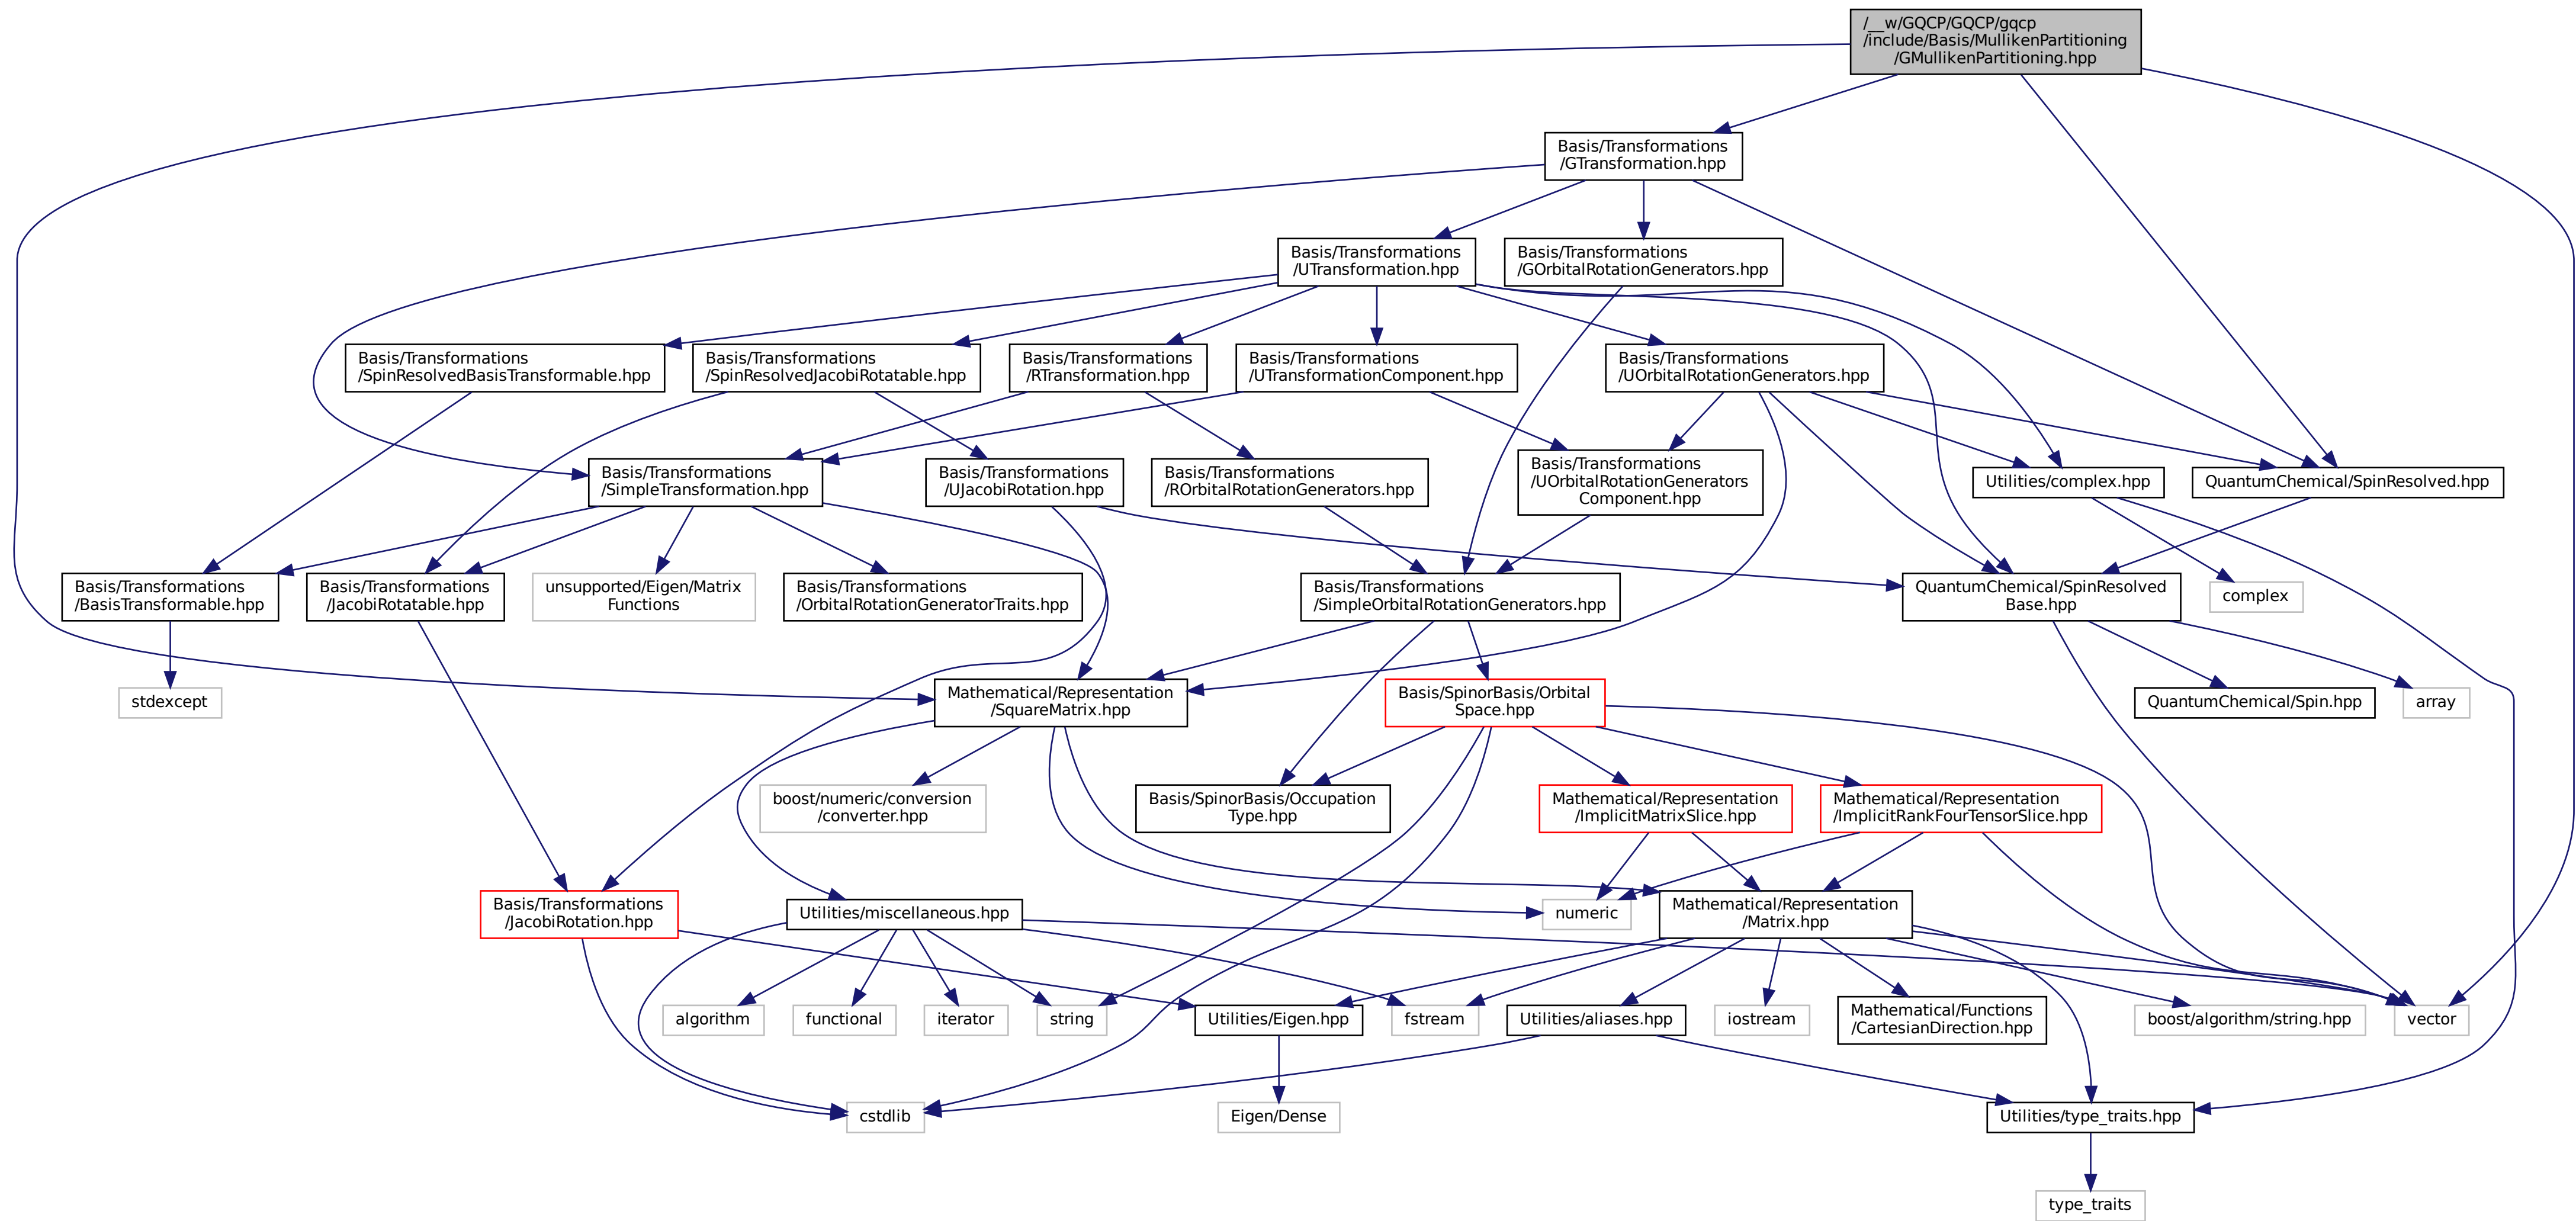 /__w/GQCP/GQCP/gqcp
/include/Basis/MullikenPartitioning
/GMullikenPartitioning.hpp
Basis/Transformations
/GTransformation.hpp
Basis/Transformations
/UTransformation.hpp
Basis/Transformations
/GOrbitalRotationGenerators.hpp
Basis/Transformations
/SpinResolvedBasisTransformable.hpp
Basis/Transformations
/SpinResolvedJacobiRotatable.hpp
Basis/Transformations
/RTransformation.hpp
Basis/Transformations
/UTransformationComponent.hpp
Basis/Transformations
/UOrbitalRotationGenerators.hpp
Basis/Transformations
/SimpleTransformation.hpp
Basis/Transformations
/UJacobiRotation.hpp
Basis/Transformations
/ROrbitalRotationGenerators.hpp
Basis/Transformations
/UOrbitalRotationGenerators
Component.hpp
Utilities/complex.hpp
QuantumChemical/SpinResolved.hpp
Basis/Transformations
/BasisTransformable.hpp
Basis/Transformations
/JacobiRotatable.hpp
unsupported/Eigen/Matrix
Functions
Basis/Transformations
/OrbitalRotationGeneratorTraits.hpp
Basis/Transformations
/SimpleOrbitalRotationGenerators.hpp
QuantumChemical/SpinResolved
Base.hpp
complex
stdexcept
Mathematical/Representation
/SquareMatrix.hpp
Basis/SpinorBasis/Orbital
Space.hpp
QuantumChemical/Spin.hpp
array
boost/numeric/conversion
/converter.hpp
Basis/SpinorBasis/Occupation
Type.hpp
Mathematical/Representation
/ImplicitMatrixSlice.hpp
Mathematical/Representation
/ImplicitRankFourTensorSlice.hpp
Basis/Transformations
/JacobiRotation.hpp
Utilities/miscellaneous.hpp
numeric
Mathematical/Representation
/Matrix.hpp
algorithm
functional
iterator
string
Utilities/Eigen.hpp
fstream
Utilities/aliases.hpp
iostream
Mathematical/Functions
/CartesianDirection.hpp
boost/algorithm/string.hpp
vector
cstdlib
Eigen/Dense
Utilities/type_traits.hpp
type_traits